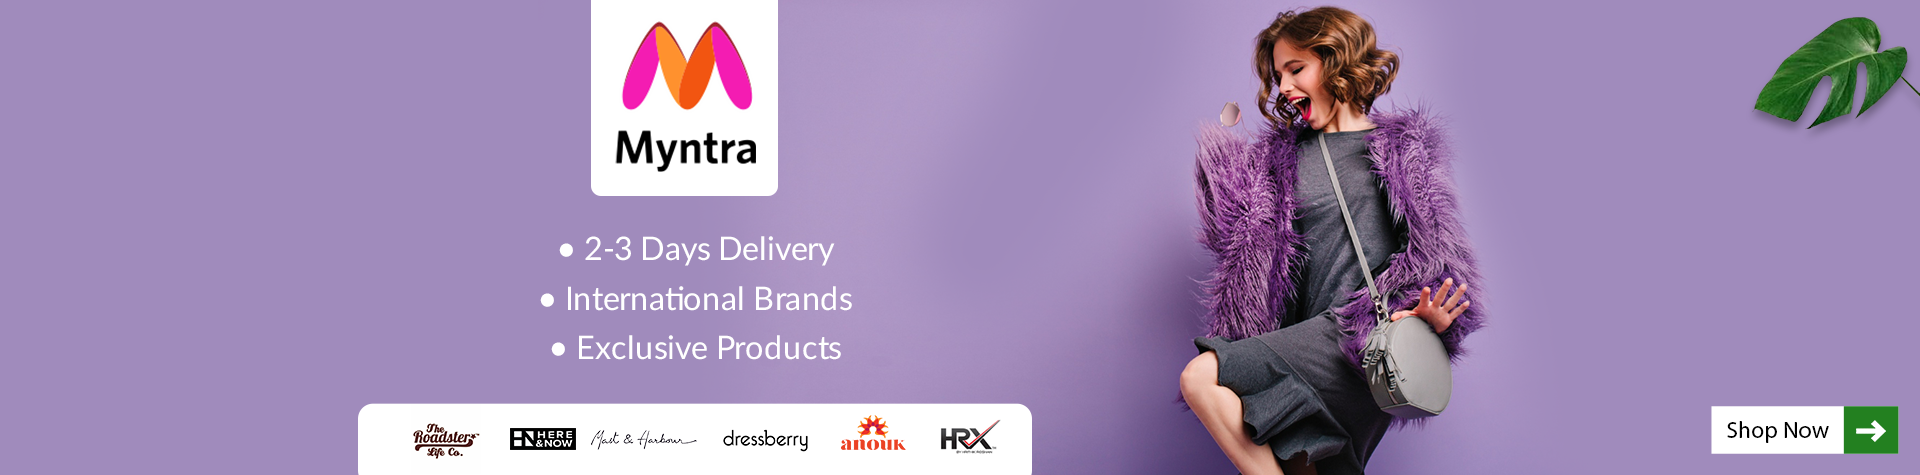 Myntra
• 2-3 Days Delivery
• International Brands
• Exclusive Products
The
Roadster
Life Co.
HERE
&NOW
Mast & Harbour
dressberry
anouk
HRX
Shop Now